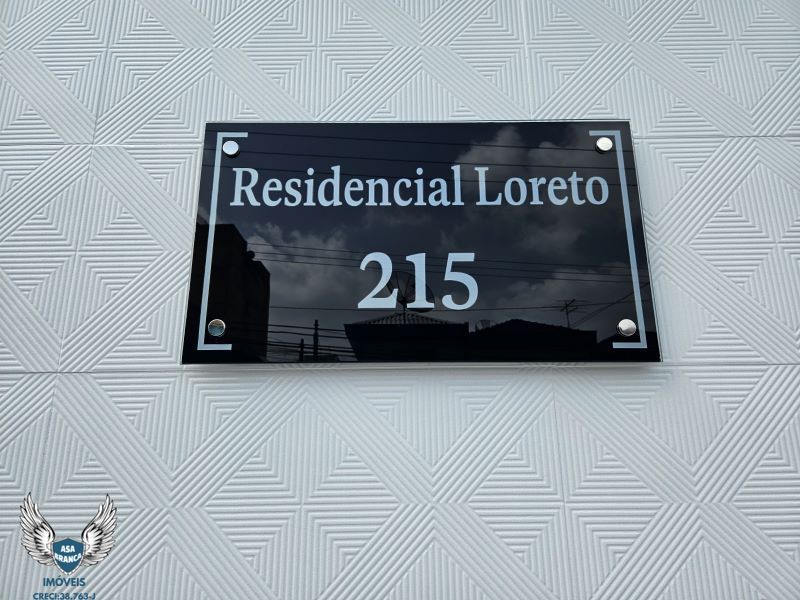 Residencial Loreto
215
ASA
BRANCA
IMÓVEIS
CRECI:38.763-J